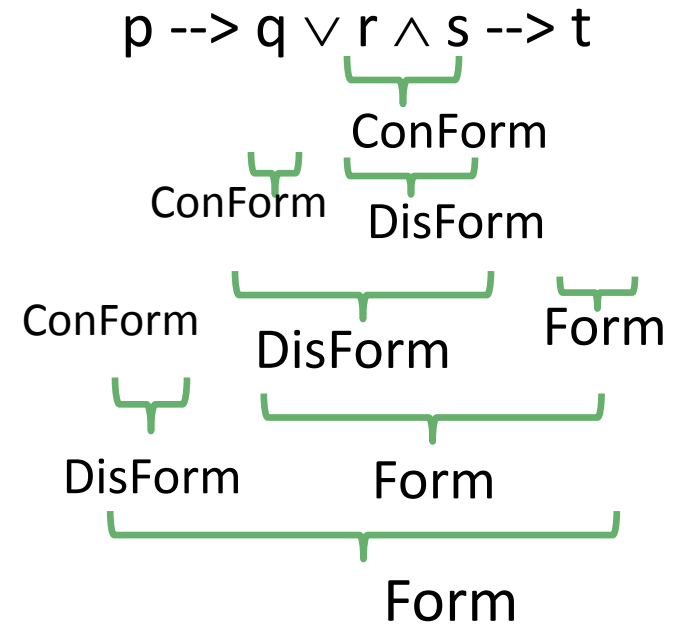 p --> q ∨ r ∧ s --> t
ConForm
ConForm
DisForm
ConForm
DisForm
Form
DisForm
Form
Form